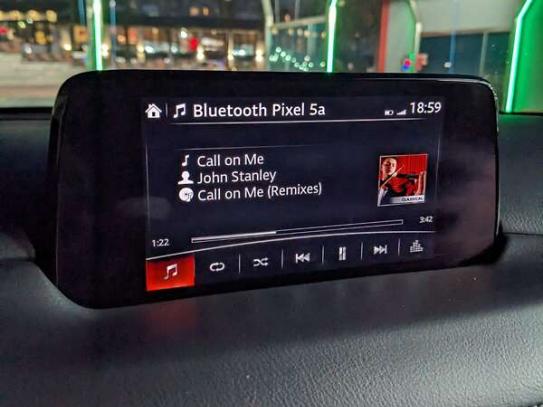 Bluetooth Pixel 5a 18:59
Call on Me
John Stanley
Call on Me (Remixes)
CLASSICAL
1:22 3:42